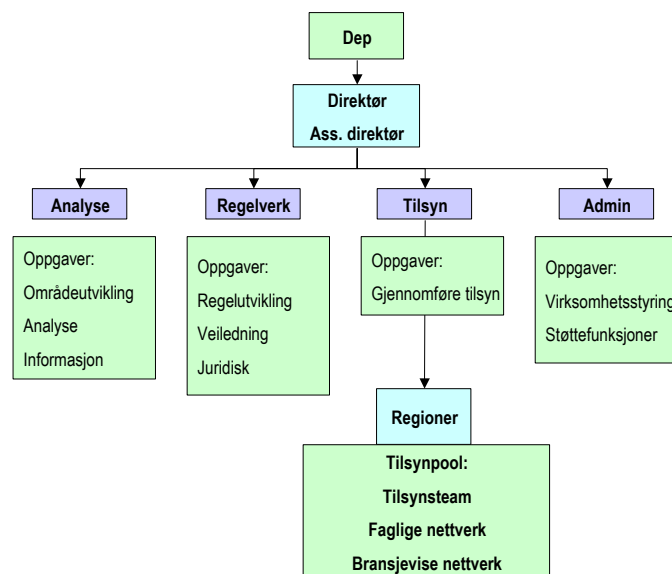 Dep
Direktør
Ass. direktør
Analyse
Oppgaver:
Områdeutvikling
Analyse
Informasjon
Regelverk
Oppgaver:
Regelutvikling
Veiledning
Juridisk
Tilsyn
Oppgaver:
Gjennomføre tilsyn
Admin
Oppgaver:
Virksomhetsstyring
Støttefunksjoner
Regioner
Tilsynpool:
Tilsynsteam
Faglige nettverk
Bransjevise nettverk